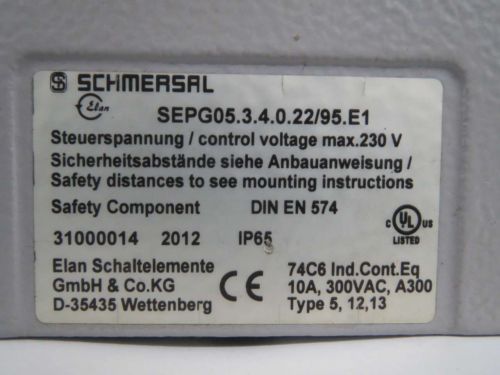 SCHMERSAL
Elan
SEPG05.3.4.0.22/95.E1
Steuerspannung / control voltage max.230 V
Sicherheitsabstände siehe Anbauanweisung/
Safety distances to see mounting instructions
Safety Component DIN EN 574
31000014 2012 IP65
C UL US
LISTED
Elan Schaltelemente
GmbH & Co.KG
D-35435 Wettenberg
CE
74C6 Ind.Cont.Eq
10A, 300VAC, A300
Type 5, 12,13